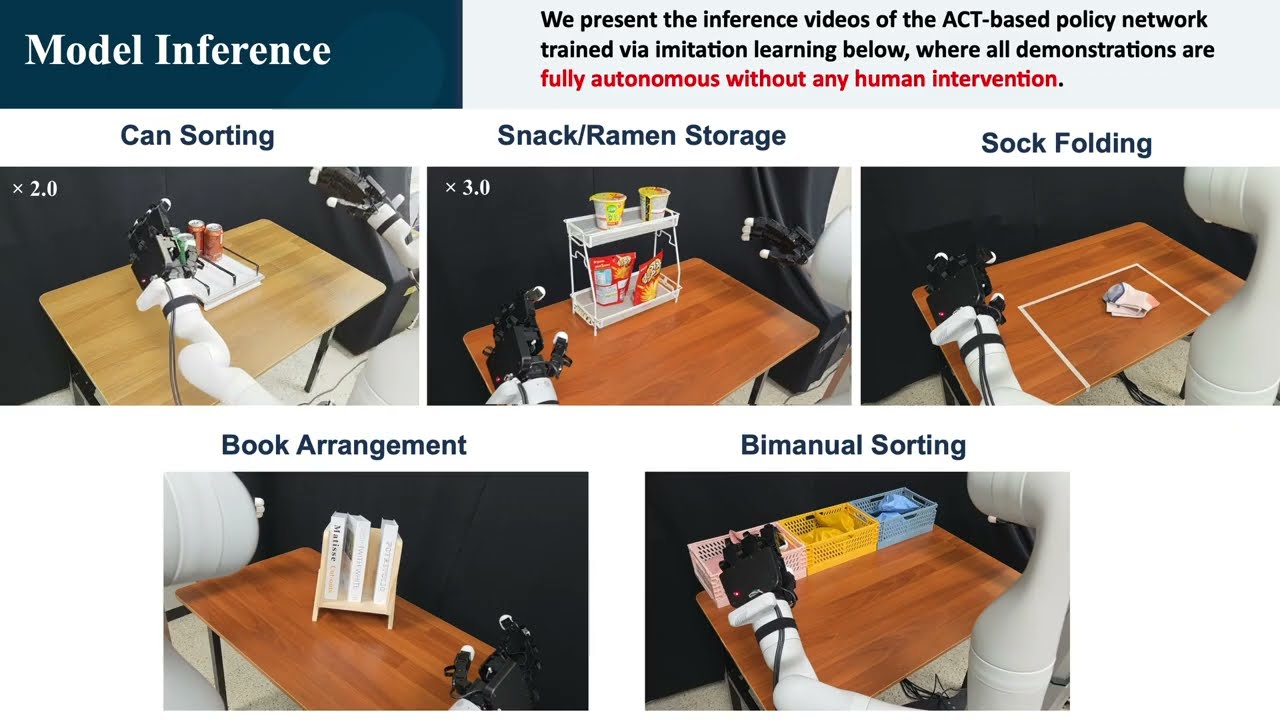 Model Inference
We present the inference videos of the ACT-based policy network
trained via imitation learning below, where all demonstrations are
fully autonomous without any human intervention.
Can Sorting
Snack/Ramen Storage
Sock Folding
× 2.0
× 3.0
Book Arrangement
Bimanual Sorting
Matisse